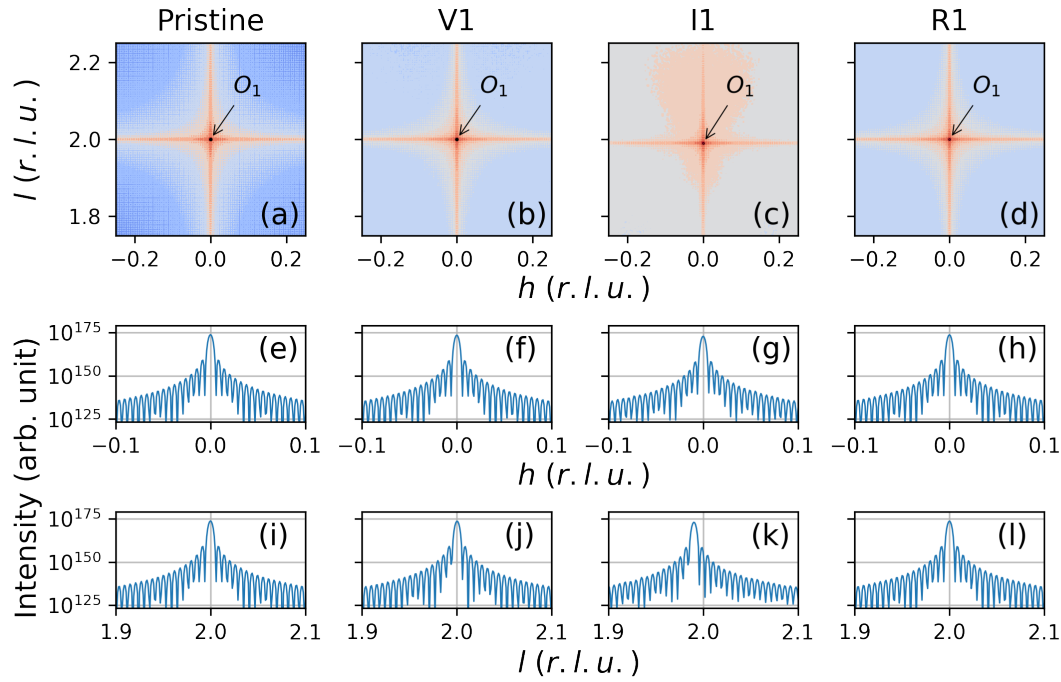 Pristine V1 I1 R1
l (r. l. u.)
2.2
2.0
1.8
O₁ O₁ O₁ O₁
(a) (b) (c) (d)
−0.2 0.0 0.2 −0.2 0.0 0.2 −0.2 0.0 0.2 −0.2 0.0 0.2
h (r. l. u.)
Intensity (arb. unit)
10¹⁷⁵
10¹⁵⁰
10¹²⁵
(e) (f) (g) (h)
−0.1 0.0 0.1 −0.1 0.0 0.1 −0.1 0.0 0.1 −0.1 0.0 0.1
h (r. l. u.)
10¹⁷⁵
10¹⁵⁰
10¹²⁵
(i) (j) (k) (l)
1.9 2.0 2.1 1.9 2.0 2.1 1.9 2.0 2.1 1.9 2.0 2.1
l (r. l. u.)